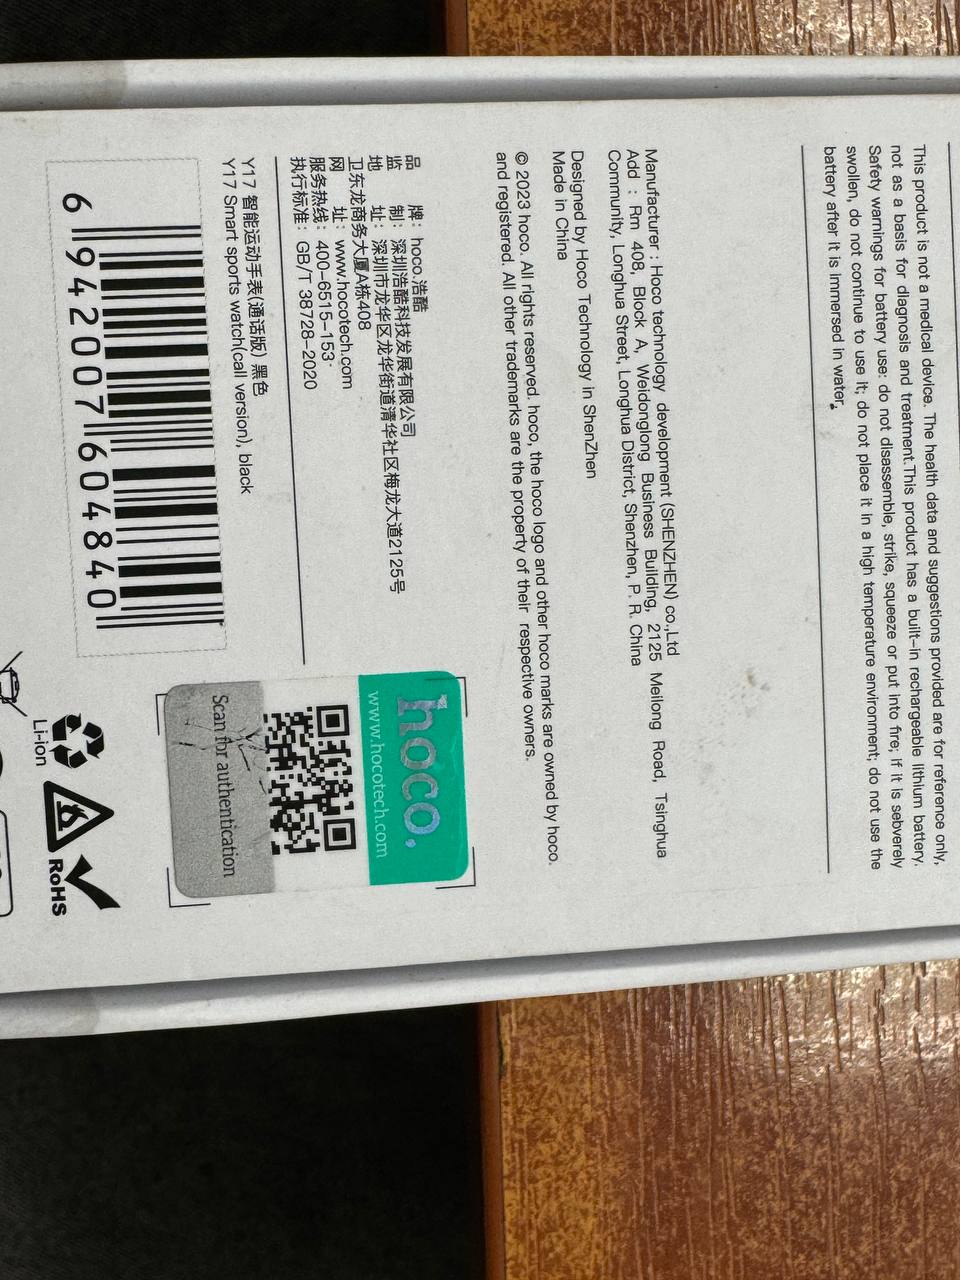 This product is not a medical device. The health data and suggestions provided are for reference only,
not as a basis for diagnosis and treatment.This product has a built-in rechargeable lithium battery.
Safety warnings for battery use: do not disassemble, strike, squeeze or put into fire; if it is sebverely
swollen, do not continue to use it; do not place it in a high temperature environment; do not use the
battery after it is immersed in water.
Manufacturer : Hoco technology development (SHENZHEN) co.,Ltd
Add : Rm 408, Block A, Weidonglong Business Building, 2125 Meilong Road, Tsinghua
Community, Longhua Street, Longhua District, Shenzhen, P. R. China
Designed by Hoco Technology in ShenZhen
Made in China
© 2023 hoco. All rights reserved. hoco, the hoco logo and other hoco marks are owned by hoco.
and registered. All other trademarks are the property of their respective owners.
品 牌: hoco.浩酷
监 制: 深圳浩酷科技发展有限公司
地 址: 深圳市龙华区龙华街道清华社区梅龙大道2125号
卫东龙商务大厦A栋408
网 址: www.hocotech.com
服务热线: 400-6515-153
执行标准: GB/T 38728-2020
Y17 智能运动手表(通话版) 黑色
Y17 Smart sports watch(call version), black
6 942007 604840
hoco.
www.hocotech.com
Scan for authentication
Li-ion
RoHS